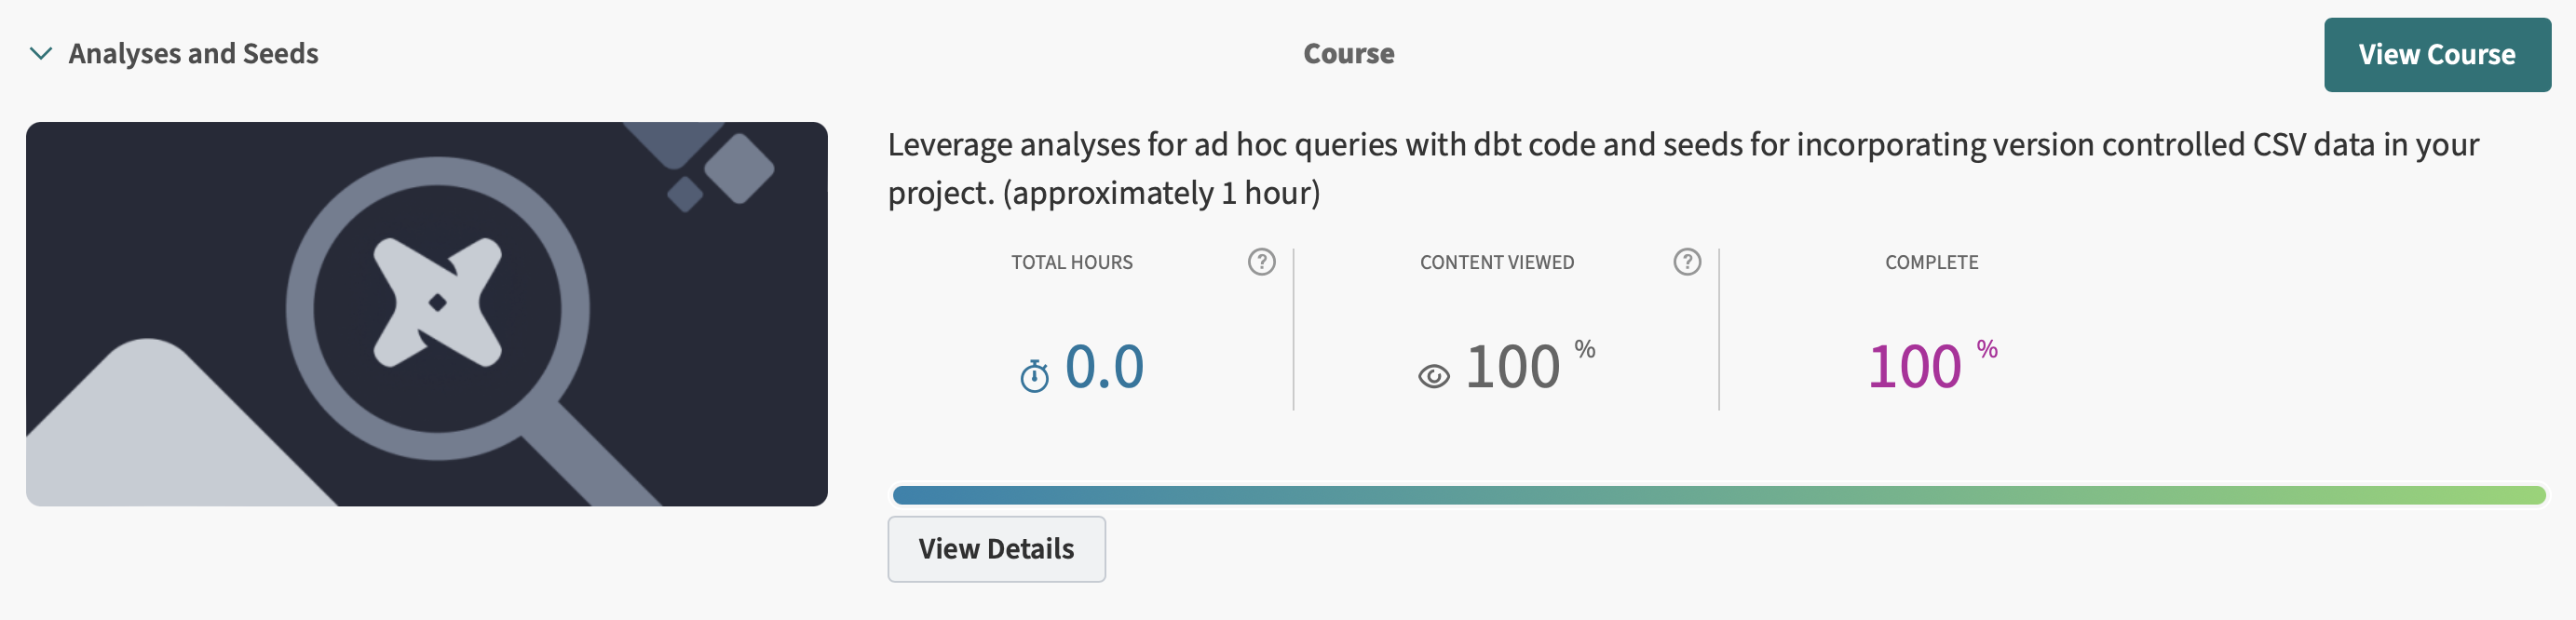 Analyses and Seeds
Course
View Course
Leverage analyses for ad hoc queries with dbt code and seeds for incorporating version controlled CSV data in your
project. (approximately 1 hour)
TOTAL HOURS ?
CONTENT VIEWED ?
COMPLETE
0.0
100 %
100 %
View Details